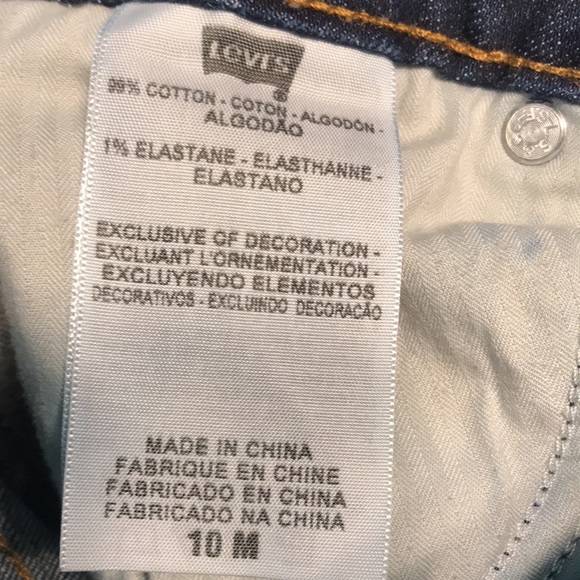 LEVI'S
®
99% COTTON - COTON - ALGODÓN -
ALGODÃO
1% ELASTANE - ELASTHANNE -
ELASTANO
EXCLUSIVE OF DECORATION -
EXCLUANT L'ORNEMENTATION -
EXCLUYENDO ELEMENTOS
DECORATIVOS - EXCLUINDO DECORAÇÃO
MADE IN CHINA
FABRIQUE EN CHINE
FABRICADO EN CHINA
FABRICADO NA CHINA
10 M